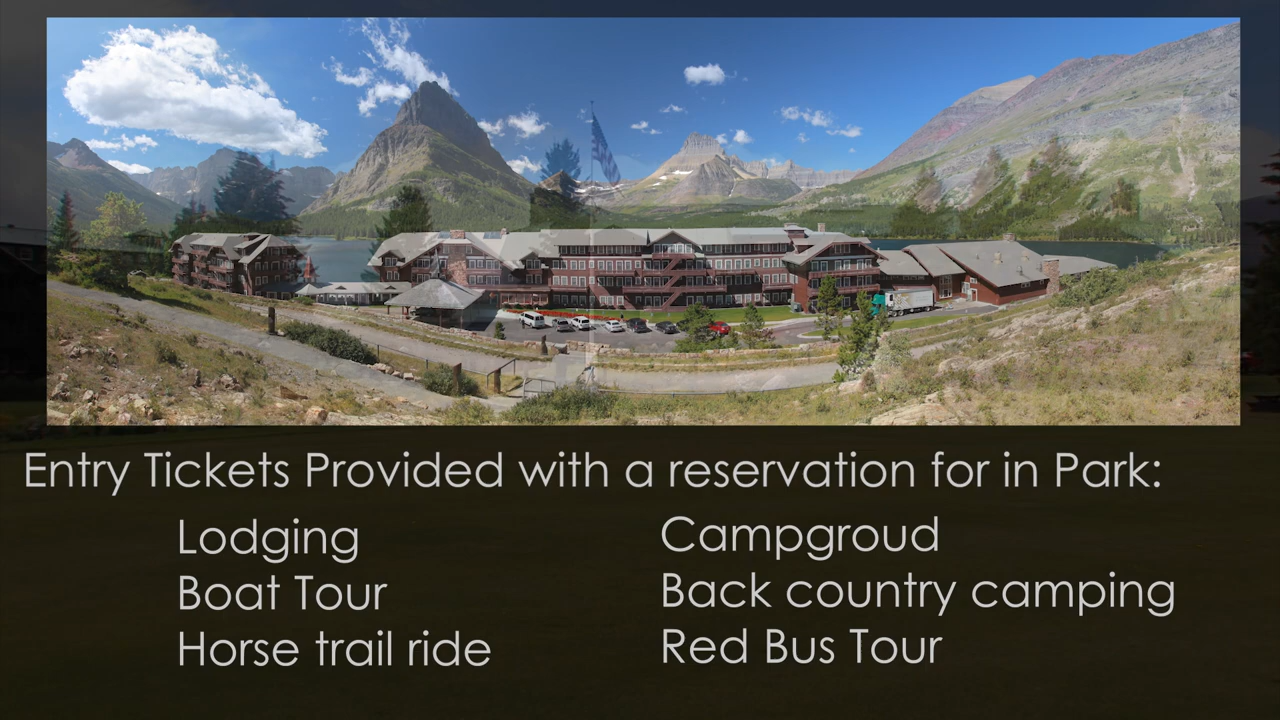 Entry Tickets Provided with a reservation for in Park:
Lodging
Boat Tour
Horse trail ride
Campgroud
Back country camping
Red Bus Tour